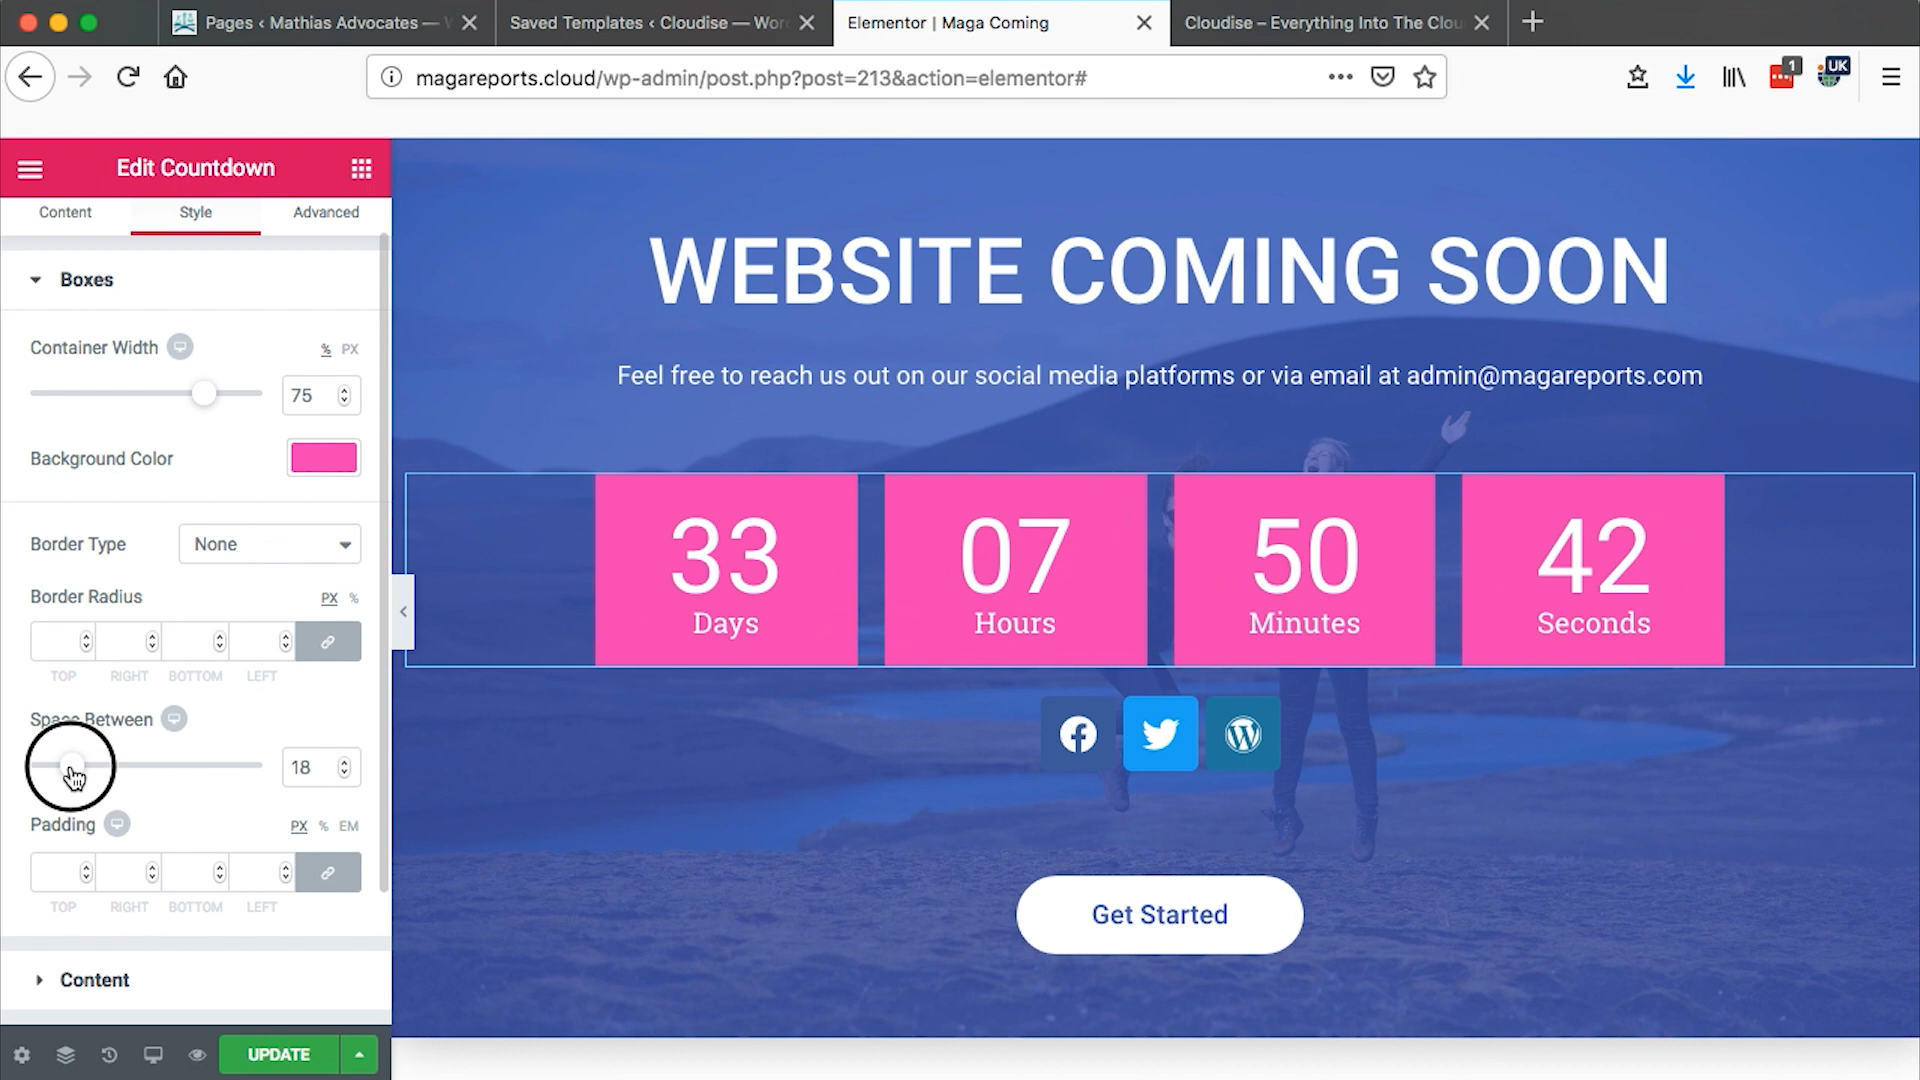 Pages ‹ Mathias Advocates — W
Saved Templates ‹ Cloudise — Wor
Elementor | Maga Coming
Cloudise – Everything Into The Clou
magareports.cloud/wp-admin/post.php?post=213&action=elementor#
1
UK
Edit Countdown
Content
Style
Advanced
Boxes
Container Width
% PX
75
Background Color
Border Type
None
Border Radius
PX %
TOP RIGHT BOTTOM LEFT
Space Between
18
Padding
PX % EM
TOP RIGHT BOTTOM LEFT
Content
UPDATE
WEBSITE COMING SOON
Feel free to reach us out on our social media platforms or via email at admin@magareports.com
33 07 50 42
Days Hours Minutes Seconds
Get Started